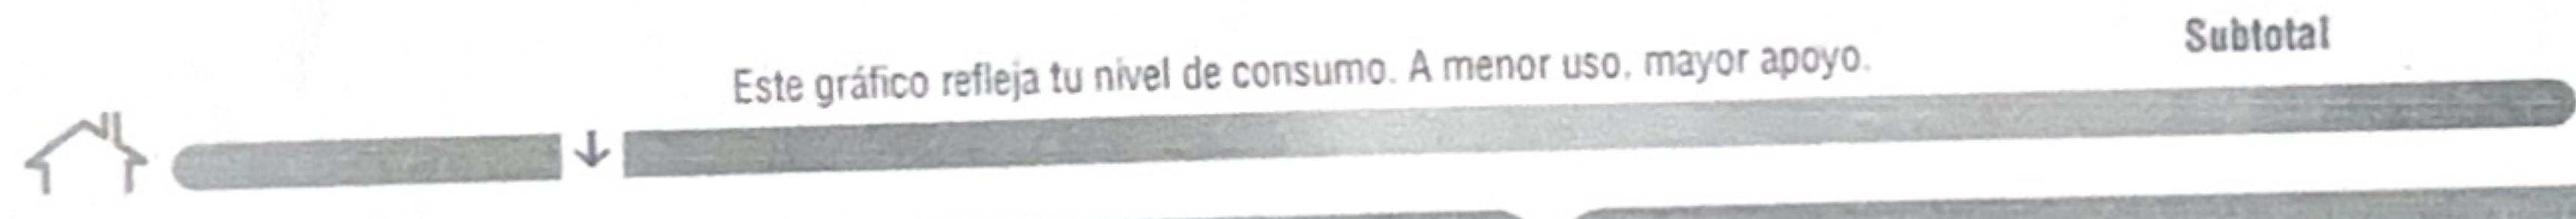 Subtotal
Este gráfico refleja tu nivel de consumo. A menor uso, mayor apoyo.